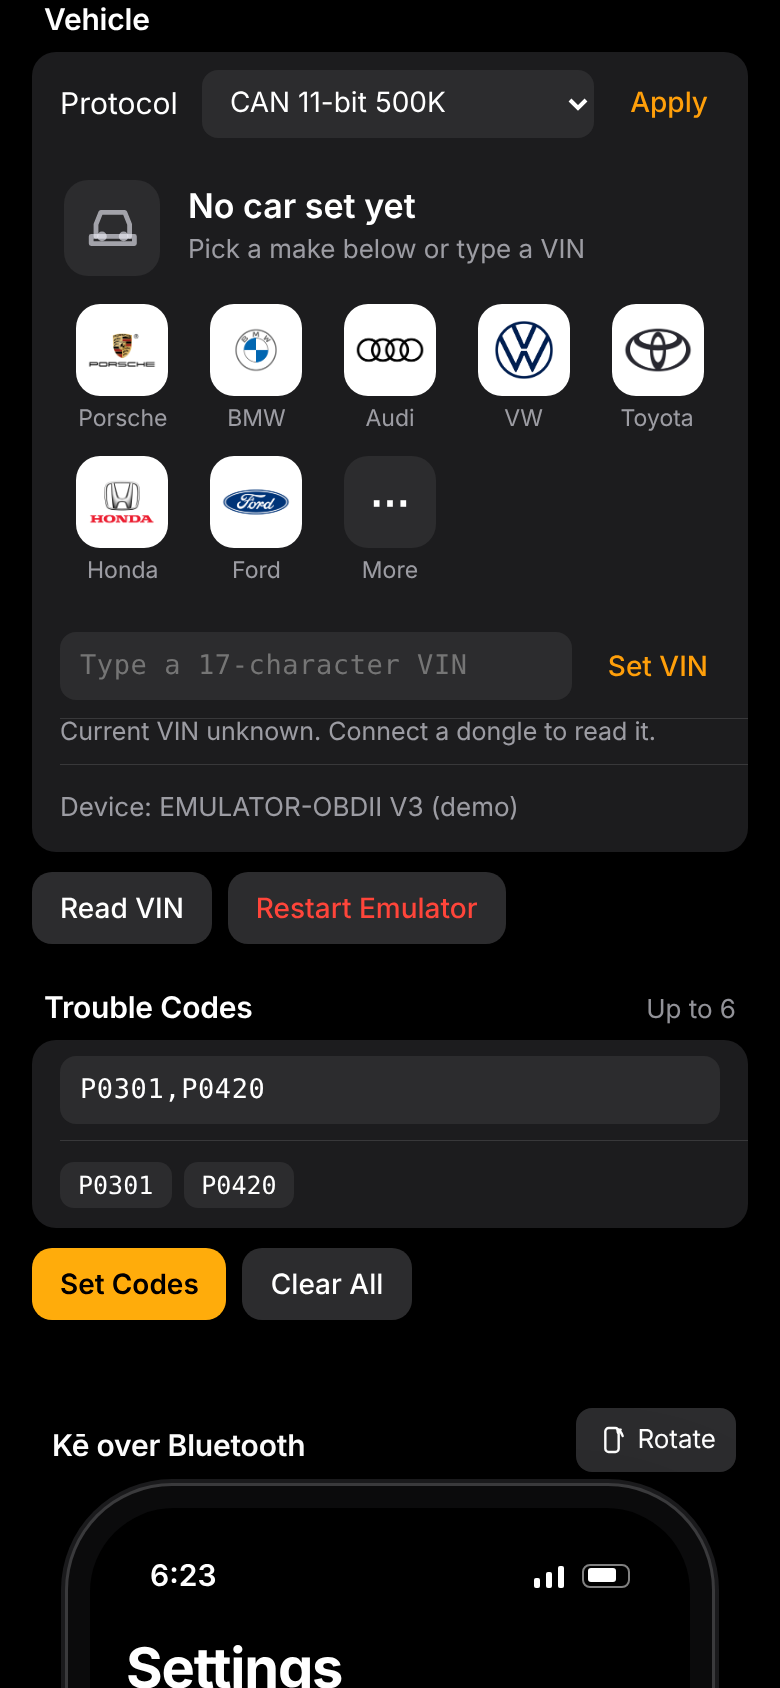 Vehicle
Protocol CAN 11-bit 500K Apply
No car set yet
Pick a make below or type a VIN
PORSCHE
BMW
Porsche BMW Audi VW Toyota
HONDA Ford
Honda Ford More
Type a 17-character VIN Set VIN
Current VIN unknown. Connect a dongle to read it.
Device: EMULATOR-OBDII V3 (demo)
Read VIN Restart Emulator
Trouble Codes Up to 6
P0301,P0420
P0301 P0420
Set Codes Clear All
Kē over Bluetooth Rotate
6:23
Settings